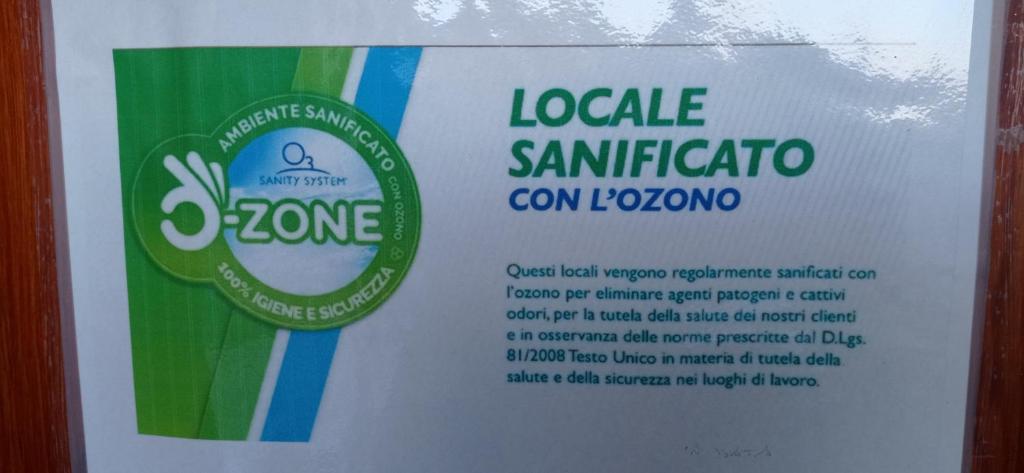 AMBIENTE SANIFICATO CON OZONO
O3
SANITY SYSTEM
-ZONE
100% IGIENE E SICUREZZA
LOCALE
SANIFICATO
CON L'OZONO
Questi locali vengono regolarmente sanificati con
l'ozono per eliminare agenti patogeni e cattivi
odori, per la tutela della salute dei nostri clienti
e in osservanza delle norme prescritte dal D.Lgs.
81/2008 Testo Unico in materia di tutela della
salute e della sicurezza nei luoghi di lavoro.